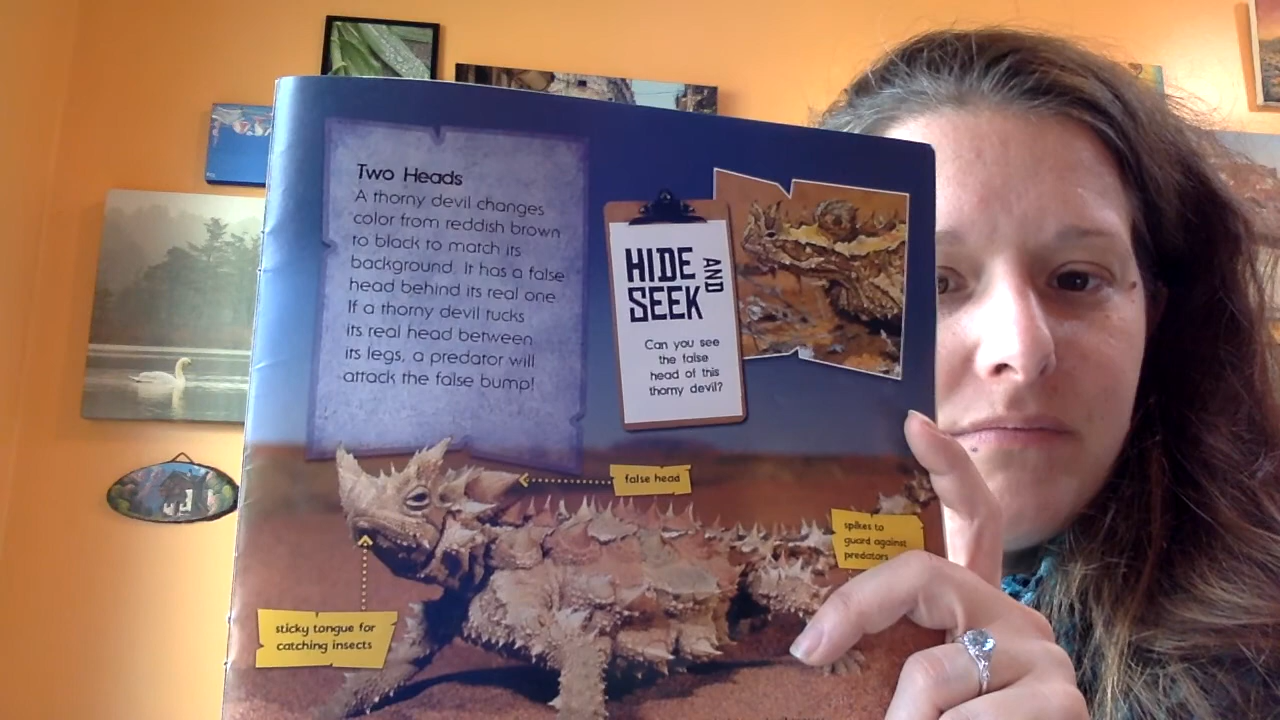 Two Heads
A thorny devil changes
color from reddish brown
to black to match its
background. It has a false
head behind its real one.
If a thorny devil tucks
its real head between
its legs, a predator will
attack the false bump!
HIDE
AND
SEEK
Can you see
the false
head of this
thorny devil?
false head
spikes to
guard against
predators
sticky tongue for
catching insects